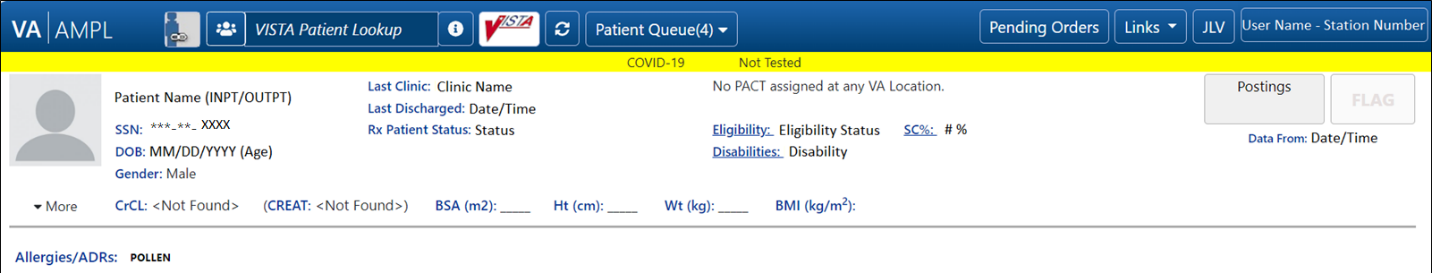 VA | AMPL VISTA Patient Lookup VISTA Patient Queue(4) Pending Orders Links JLV User Name - Station Number
COVID-19 Not Tested
Patient Name (INPT/OUTPT)
SSN: ***-**- XXXX
DOB: MM/DD/YYYY (Age)
Gender: Male
Last Clinic: Clinic Name
Last Discharged: Date/Time
Rx Patient Status: Status
No PACT assigned at any VA Location.
Eligibility: Eligibility Status SC%: # %
Disabilities: Disability
Postings FLAG
Data From: Date/Time
More CrCL: <Not Found> (CREAT: <Not Found>) BSA (m2): _____ Ht (cm): _____ Wt (kg): _____ BMI (kg/m²):
Allergies/ADRs: POLLEN